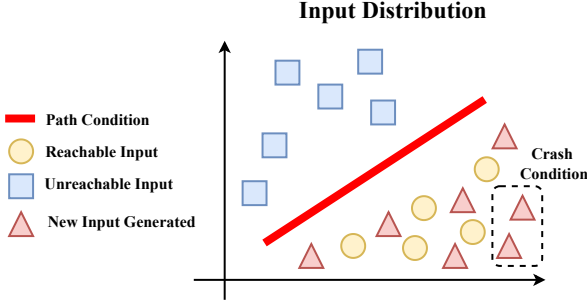 Input Distribution
Path Condition
Reachable Input
Unreachable Input
New Input Generated
Crash
Condition